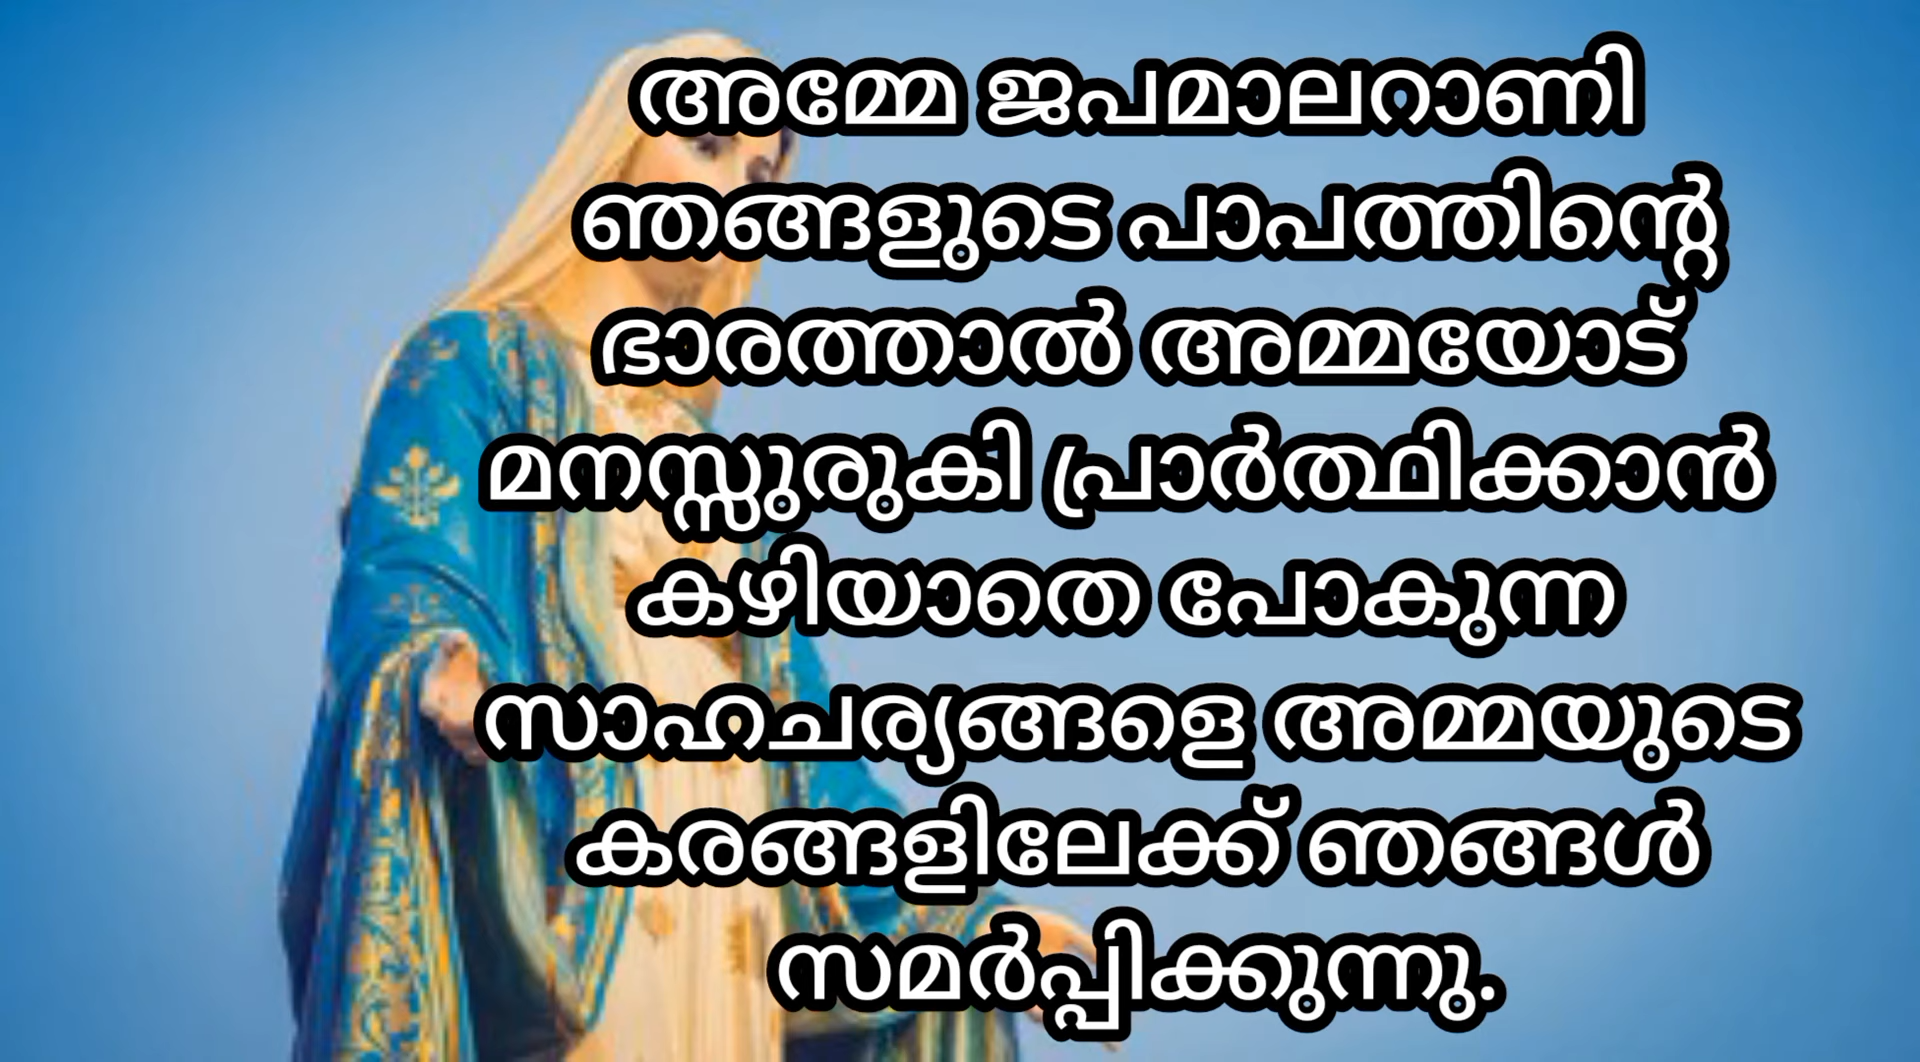 അമ്മേ ജപമാലറാണി
ഞങ്ങളുടെ പാപത്തിന്റെ
ഭാരത്താൽ അമ്മയോട്
മനസ്സുരുകി പ്രാർത്ഥിക്കാൻ
കഴിയാതെ പോകുന്ന
സാഹചര്യങ്ങളെ അമ്മയുടെ
കരങ്ങളിലേക്ക് ഞങ്ങൾ
സമർപ്പിക്കുന്നു.